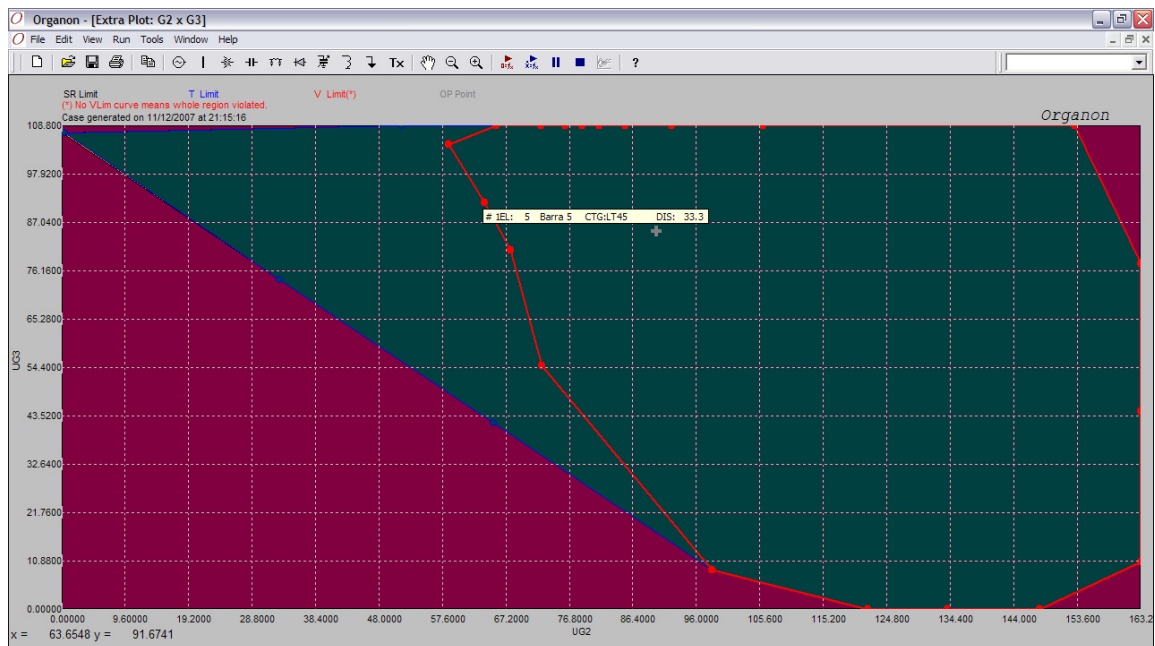 Organon - [Extra Plot: G2 x G3]
File Edit View Run Tools Window Help
Tx ?
SR Limit T Limit V Limit(*) OP Point
(*) No VLim curve means whole region violated.
Case generated on 11/12/2007 at 21:15:16
Organon
108.800
97.9200
87.0400
76.1600
65.2800
54.4000
43.5200
32.6400
21.7600
10.8800
0.00000
UG3
# 1EL: 5 Barra 5 CTG:LT45 DIS: 33.3
0.00000 9.60000 19.2000 28.8000 38.4000 48.0000 57.6000 67.2000 76.8000 86.4000 96.0000 105.600 115.200 124.800 134.400 144.000 153.600 163.2
UG2
x = 63.6548 y = 91.6741